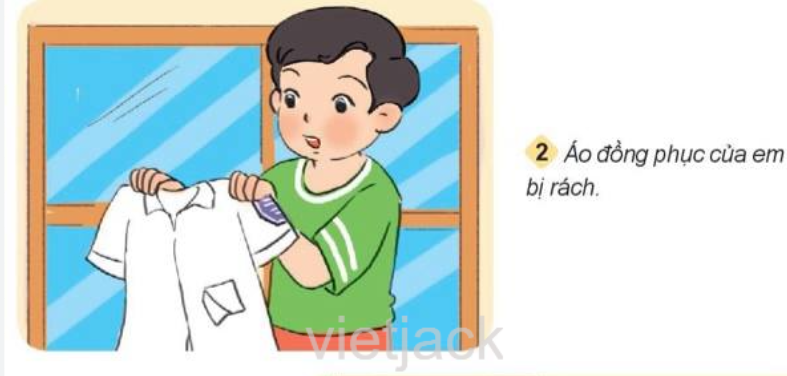 2 Áo đồng phục của em
bị rách.
vietjack